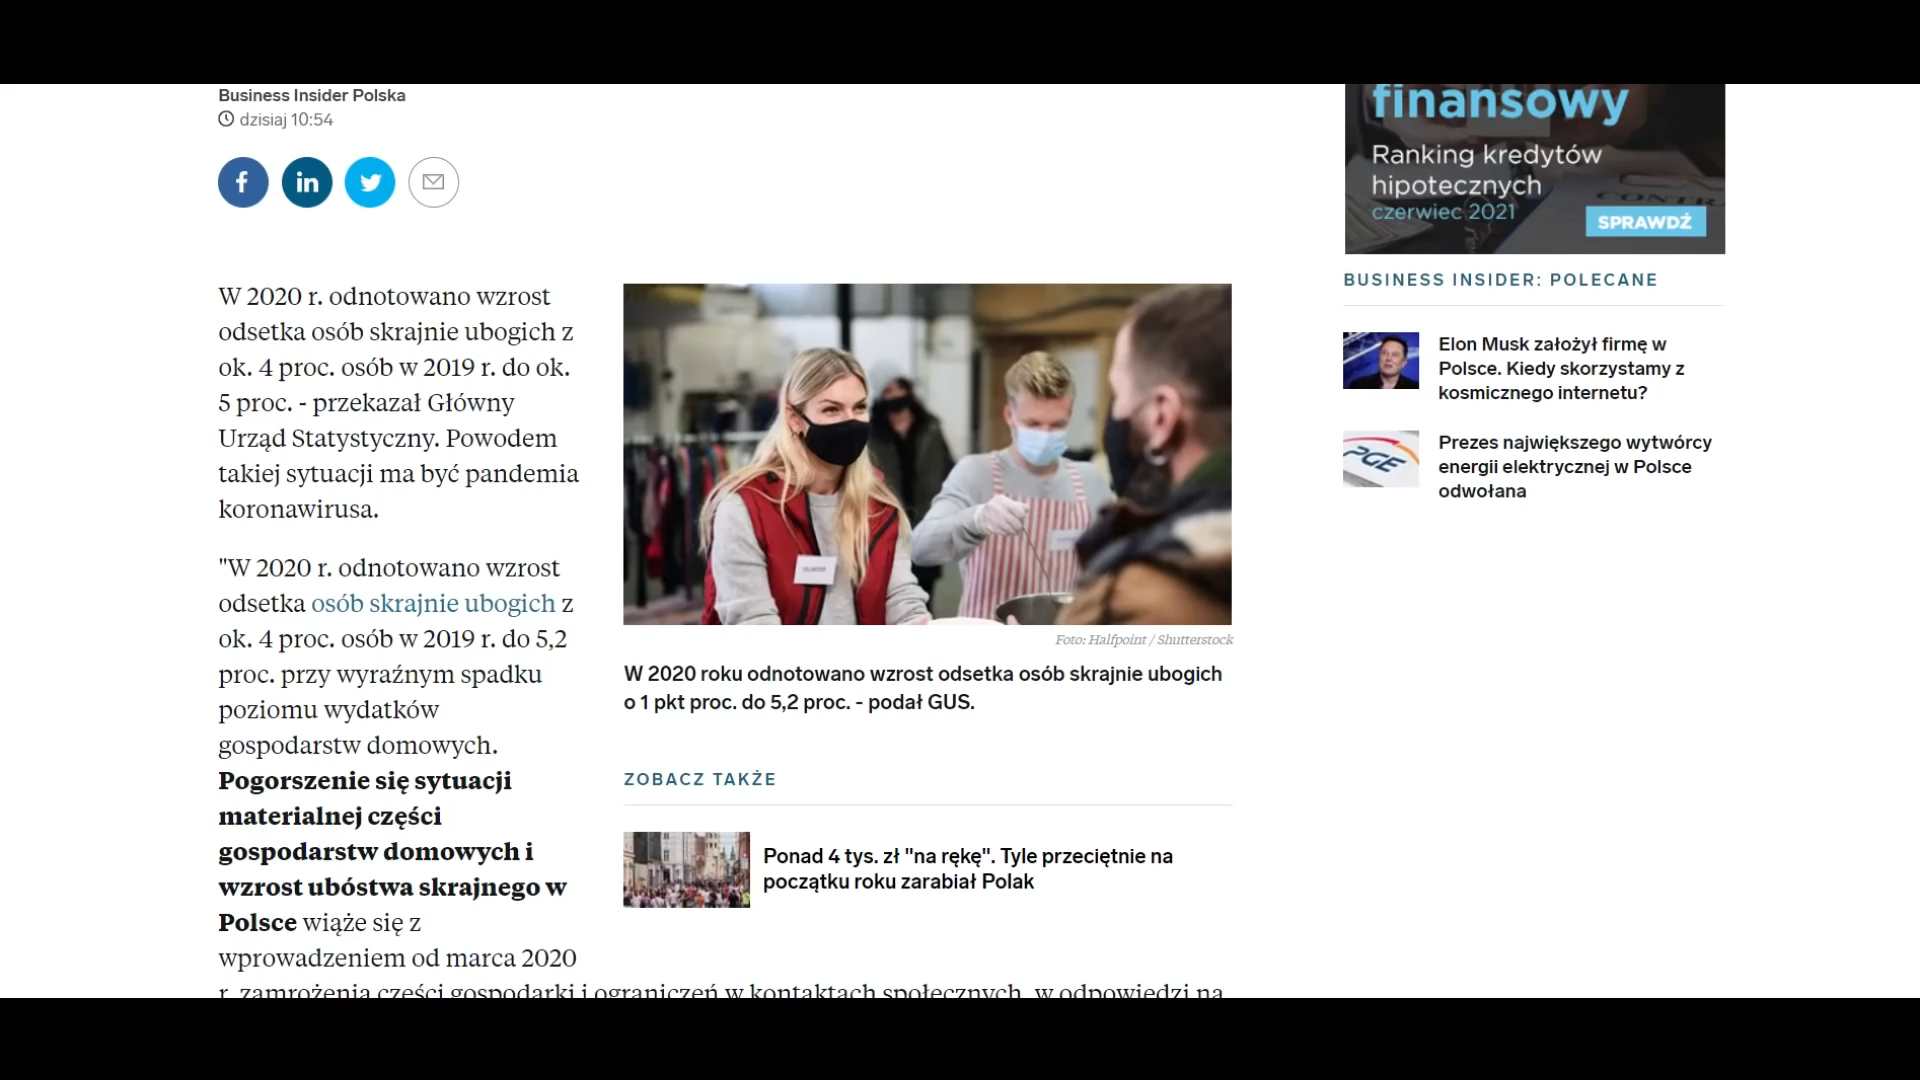 Business Insider Polska
dzisiaj 10:54
W 2020 r. odnotowano wzrost
odsetka osób skrajnie ubogich z
ok. 4 proc. osób w 2019 r. do ok.
5 proc. - przekazał Główny
Urząd Statystyczny. Powodem
takiej sytuacji ma być pandemia
koronawirusa.
"W 2020 r. odnotowano wzrost
odsetka osób skrajnie ubogich z
ok. 4 proc. osób w 2019 r. do 5,2
proc. przy wyraźnym spadku
poziomu wydatków
gospodarstw domowych.
Pogorszenie się sytuacji
materialnej części
gospodarstw domowych i
wzrost ubóstwa skrajnego w
Polsce wiąże się z
wprowadzeniem od marca 2020
r. zamrożenia części gospodarki i ograniczeń w kontaktach społecznych, w odpowiedzi na
Foto: Halfpoint / Shutterstock
W 2020 roku odnotowano wzrost odsetka osób skrajnie ubogich
o 1 pkt proc. do 5,2 proc. - podał GUS.
ZOBACZ TAKŻE
Ponad 4 tys. zł "na rękę". Tyle przeciętnie na
początku roku zarabiał Polak
finansowy
Ranking kredytów
hipotecznych
czerwiec 2021
SPRAWDŹ
BUSINESS INSIDER: POLECANE
Elon Musk założył firmę w
Polsce. Kiedy skorzystamy z
kosmicznego internetu?
PGE
Prezes największego wytwórcy
energii elektrycznej w Polsce
odwołana